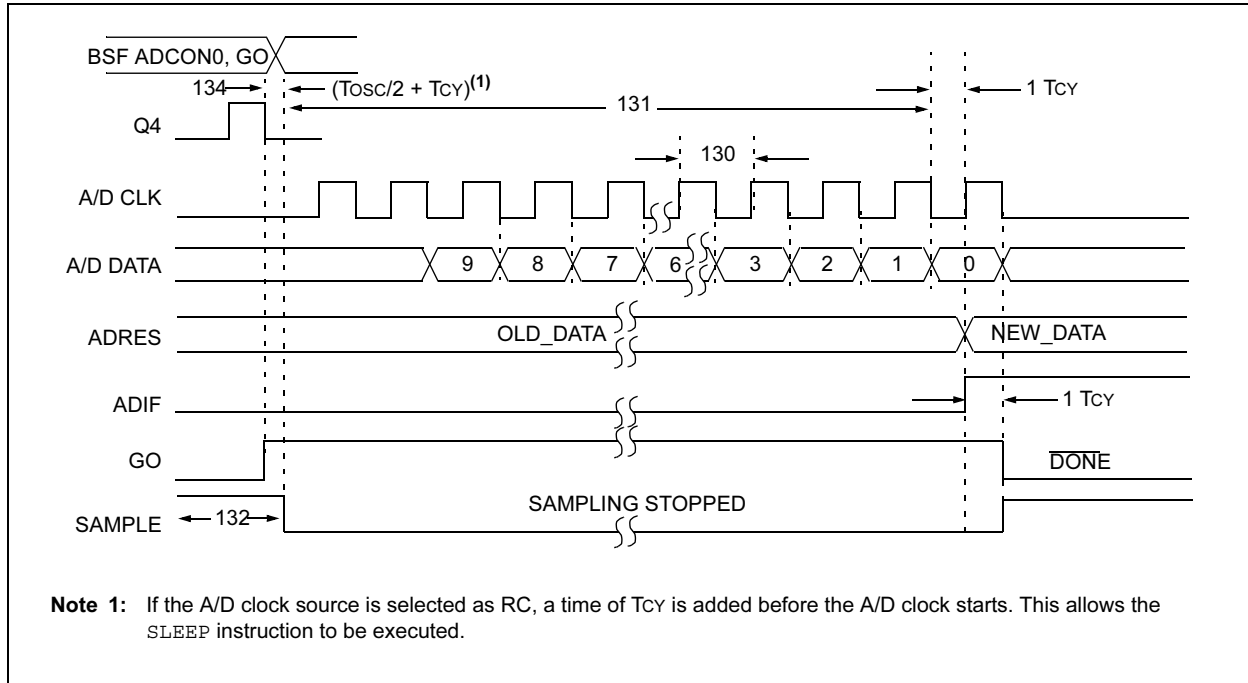 BSF ADCON0, GO
134
(TOSC/2 + TCY)(1)
1 TCY
131
Q4
130
A/D CLK
A/D DATA
9 8 7 6 3 2 1 0
ADRES
OLD_DATA
NEW_DATA
ADIF
1 TCY
GO
DONE
SAMPLING STOPPED
SAMPLE
132
Note 1: If the A/D clock source is selected as RC, a time of TCY is added before the A/D clock starts. This allows the
SLEEP instruction to be executed.